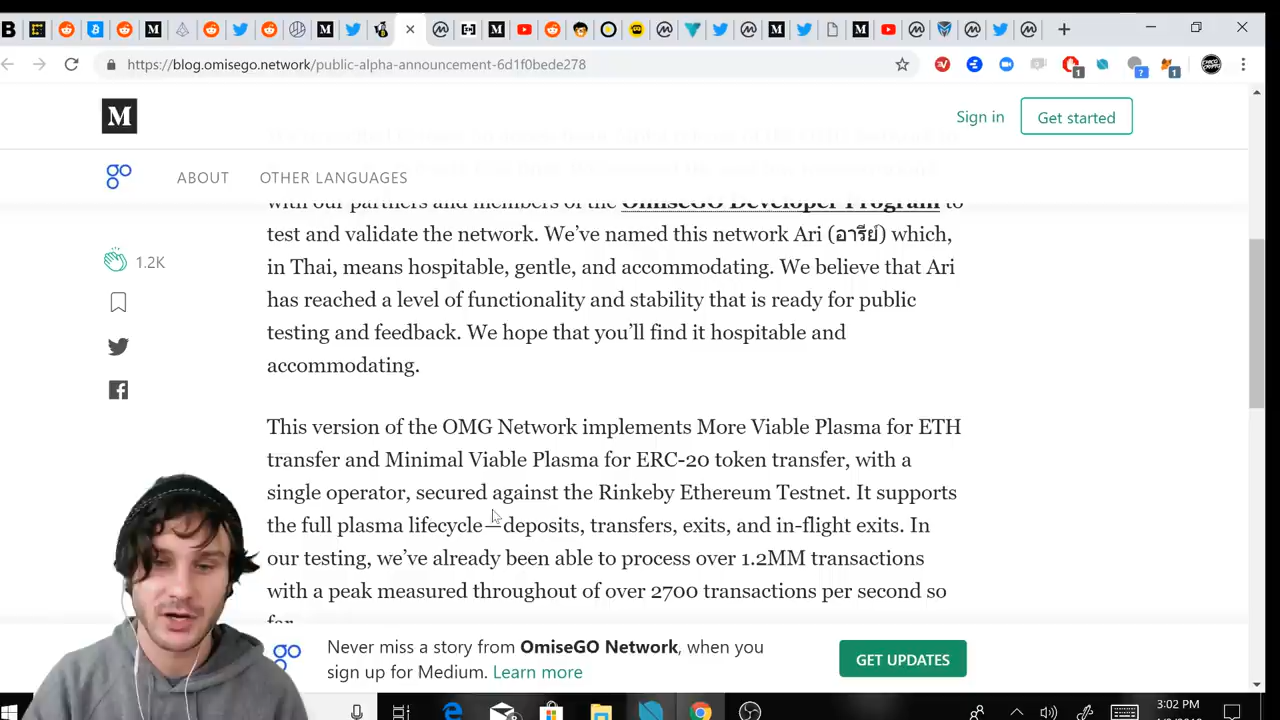 https://blog.omisego.network/public-alpha-announcement-6d1f0bede278
Sign in
Get started
ABOUT
OTHER LANGUAGES
with our partners and members of the OmiseGO Developer Program to
test and validate the network. We've named this network Ari (อารีย์) which,
in Thai, means hospitable, gentle, and accommodating. We believe that Ari
has reached a level of functionality and stability that is ready for public
testing and feedback. We hope that you'll find it hospitable and
accommodating.
1.2K
This version of the OMG Network implements More Viable Plasma for ETH
transfer and Minimal Viable Plasma for ERC-20 token transfer, with a
single operator, secured against the Rinkeby Ethereum Testnet. It supports
the full plasma lifecycle—deposits, transfers, exits, and in-flight exits. In
our testing, we've already been able to process over 1.2MM transactions
with a peak measured throughout of over 2700 transactions per second so
far.
Never miss a story from OmiseGO Network, when you
sign up for Medium. Learn more
GET UPDATES
3:02 PM